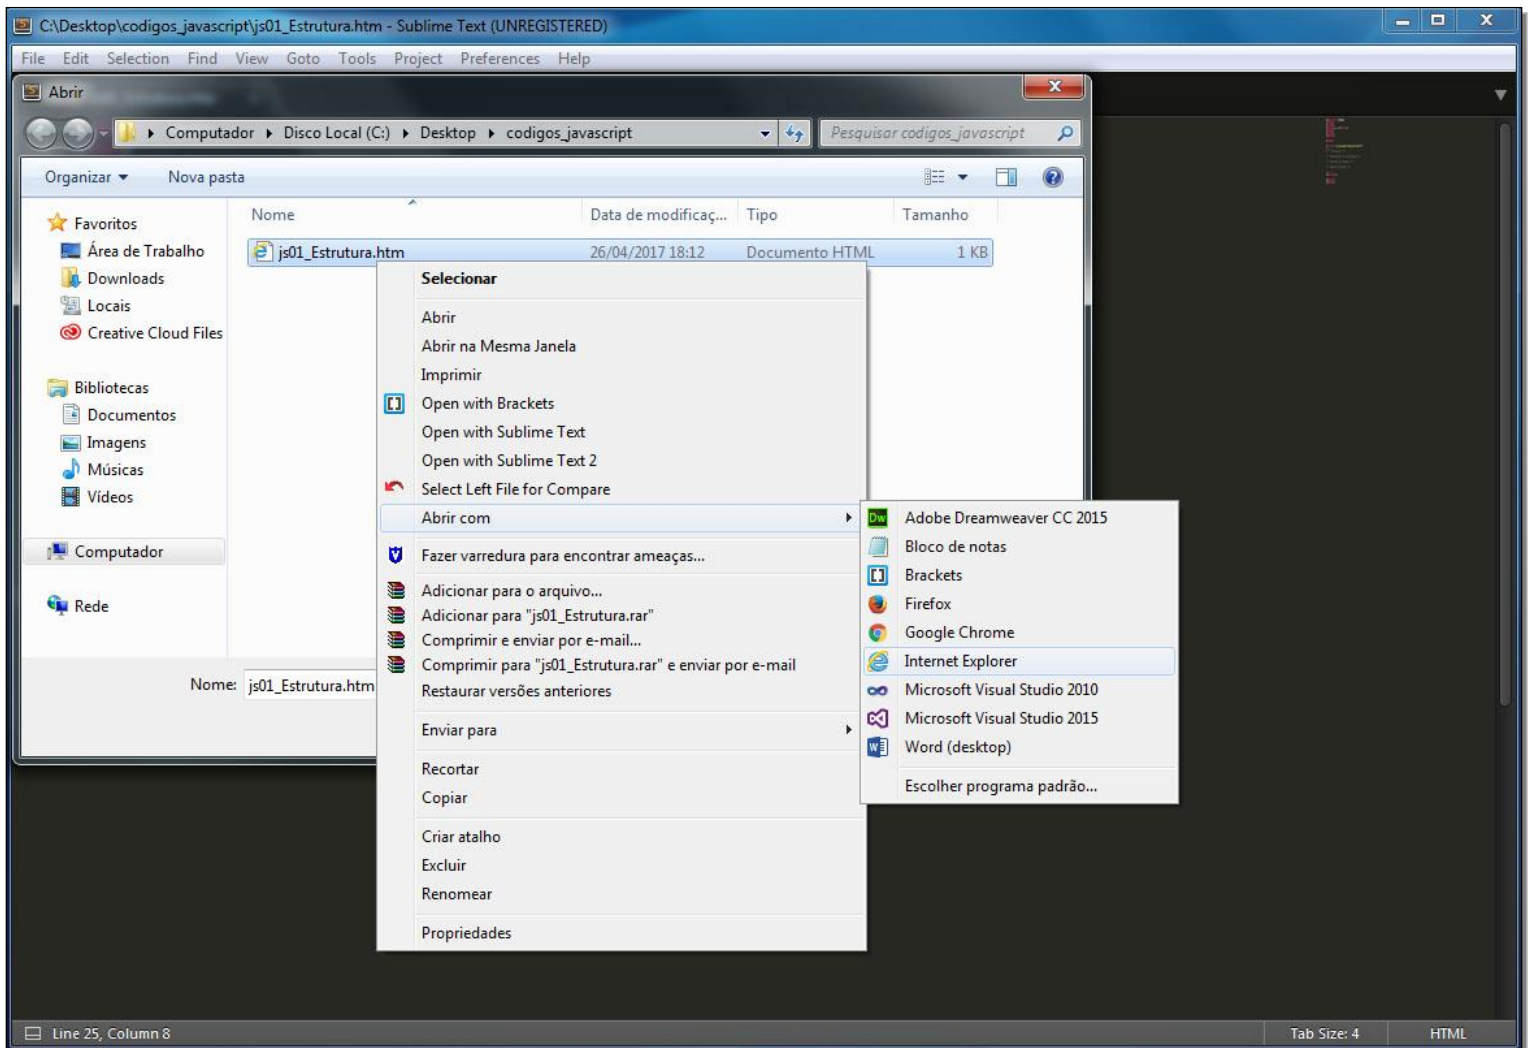 C:\Desktop\codigos_javascript\js01_Estrutura.htm - Sublime Text (UNREGISTERED)
File Edit Selection Find View Goto Tools Project Preferences Help
Abrir
Computador Disco Local (C:) Desktop codigos_javascript
Pesquisar codigos_javascript
Organizar Nova pasta
Favoritos
Área de Trabalho
Downloads
Locais
Creative Cloud Files
Bibliotecas
Documentos
Imagens
Músicas
Vídeos
Computador
Rede
Nome Data de modificaç... Tipo Tamanho
js01_Estrutura.htm 26/04/2017 18:12 Documento HTML 1 KB
Nome: js01_Estrutura.htm
Selecionar
Abrir
Abrir na Mesma Janela
Imprimir
Open with Brackets
Open with Sublime Text
Open with Sublime Text 2
Select Left File for Compare
Abrir com
Fazer varredura para encontrar ameaças...
Adicionar para o arquivo...
Adicionar para "js01_Estrutura.rar"
Comprimir e enviar por e-mail...
Comprimir para "js01_Estrutura.rar" e enviar por e-mail
Restaurar versões anteriores
Enviar para
Recortar
Copiar
Criar atalho
Excluir
Renomear
Propriedades
Adobe Dreamweaver CC 2015
Bloco de notas
Brackets
Firefox
Google Chrome
Internet Explorer
Microsoft Visual Studio 2010
Microsoft Visual Studio 2015
Word (desktop)
Escolher programa padrão...
Line 25, Column 8
Tab Size: 4 HTML